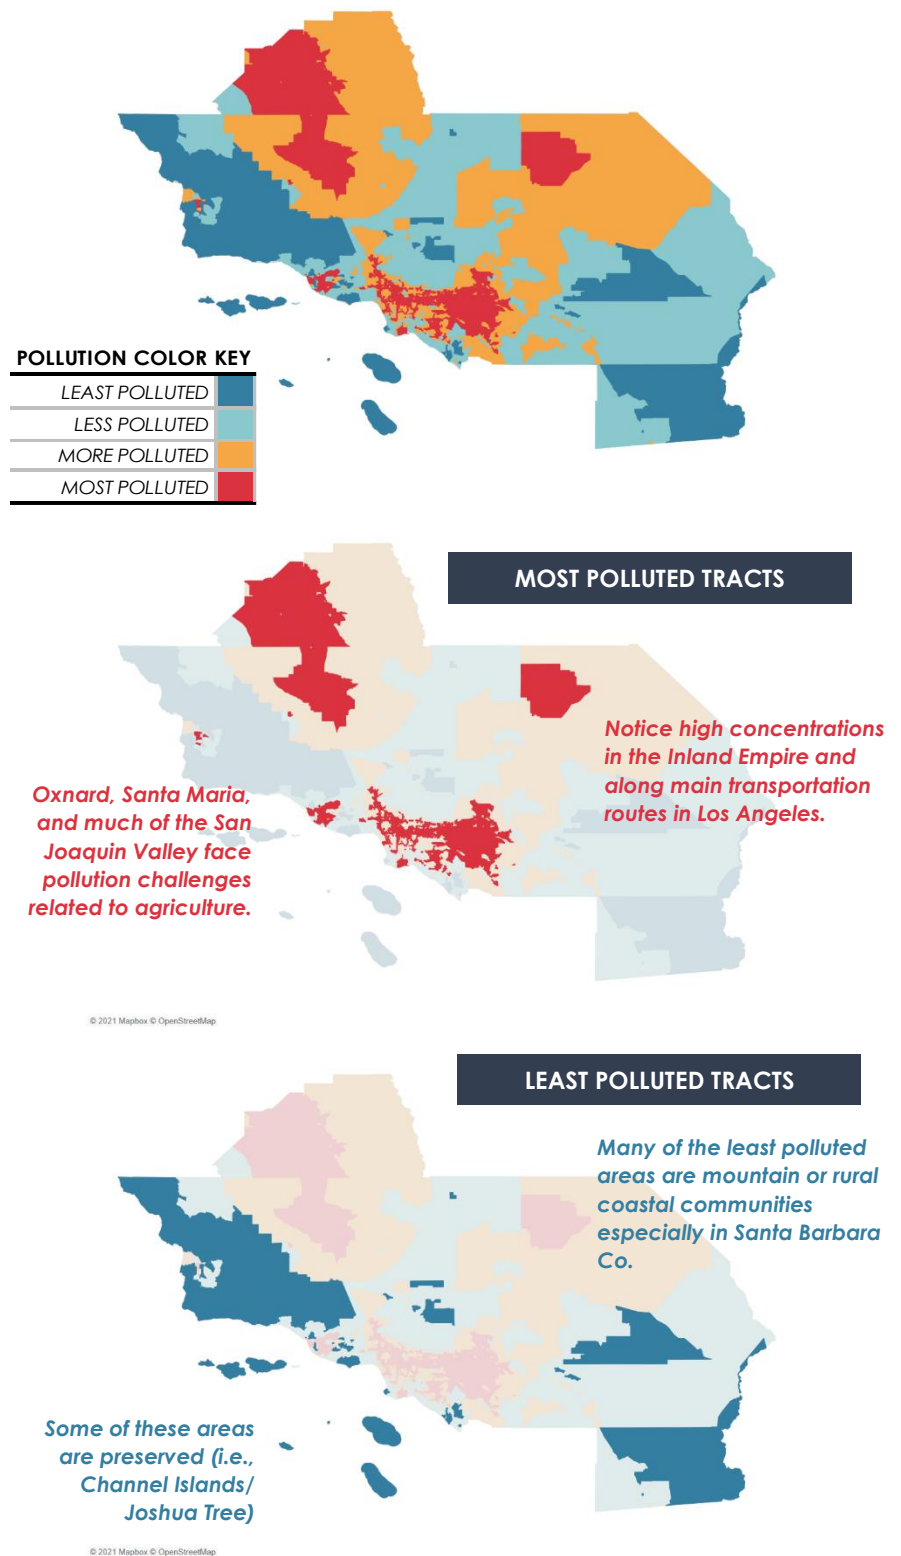 POLLUTION COLOR KEY
LEAST POLLUTED
LESS POLLUTED
MORE POLLUTED
MOST POLLUTED
MOST POLLUTED TRACTS
Notice high concentrations
in the Inland Empire and
along main transportation
routes in Los Angeles.
Oxnard, Santa Maria,
and much of the San
Joaquin Valley face
pollution challenges
related to agriculture.
© 2021 Mapbox © OpenStreetMap
LEAST POLLUTED TRACTS
Many of the least polluted
areas are mountain or rural
coastal communities
especially in Santa Barbara
Co.
Some of these areas
are preserved (i.e.,
Channel Islands/
Joshua Tree)
© 2021 Mapbox © OpenStreetMap